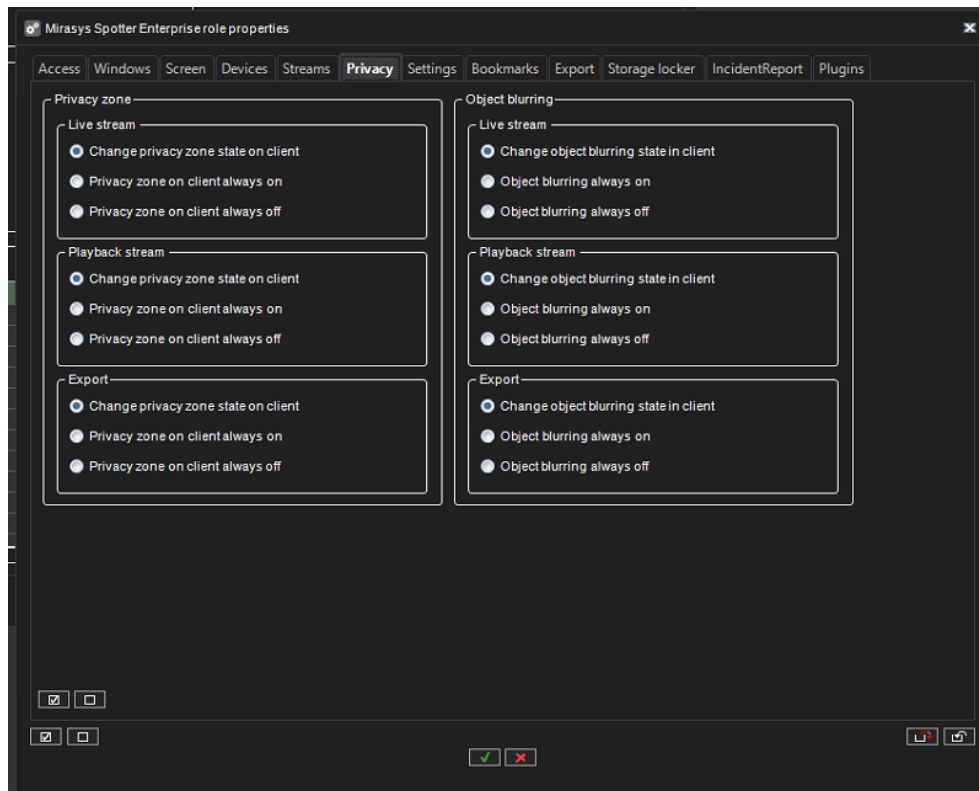 Mirasys Spotter Enterprise role properties
Access Windows Screen Devices Streams Privacy Settings Bookmarks Export Storage locker IncidentReport Plugins
Privacy zone
Live stream
Change privacy zone state on client
Privacy zone on client always on
Privacy zone on client always off
Playback stream
Change privacy zone state on client
Privacy zone on client always on
Privacy zone on client always off
Export
Change privacy zone state on client
Privacy zone on client always on
Privacy zone on client always off
Object blurring
Live stream
Change object blurring state in client
Object blurring always on
Object blurring always off
Playback stream
Change object blurring state in client
Object blurring always on
Object blurring always off
Export
Change object blurring state in client
Object blurring always on
Object blurring always off